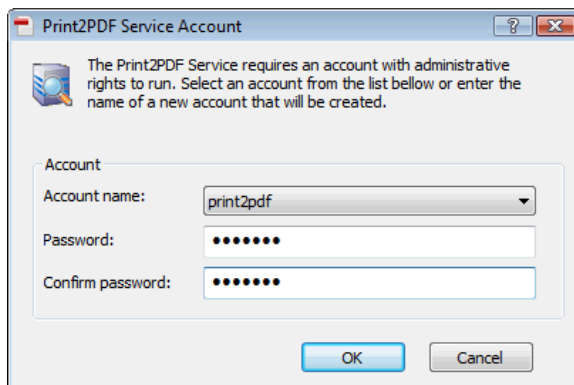 Print2PDF Service Account
The Print2PDF Service requires an account with administrative
rights to run. Select an account from the list bellow or enter the
name of a new account that will be created.
Account
Account name:
print2pdf
Password:
•••••••
Confirm password:
•••••••
OK
Cancel